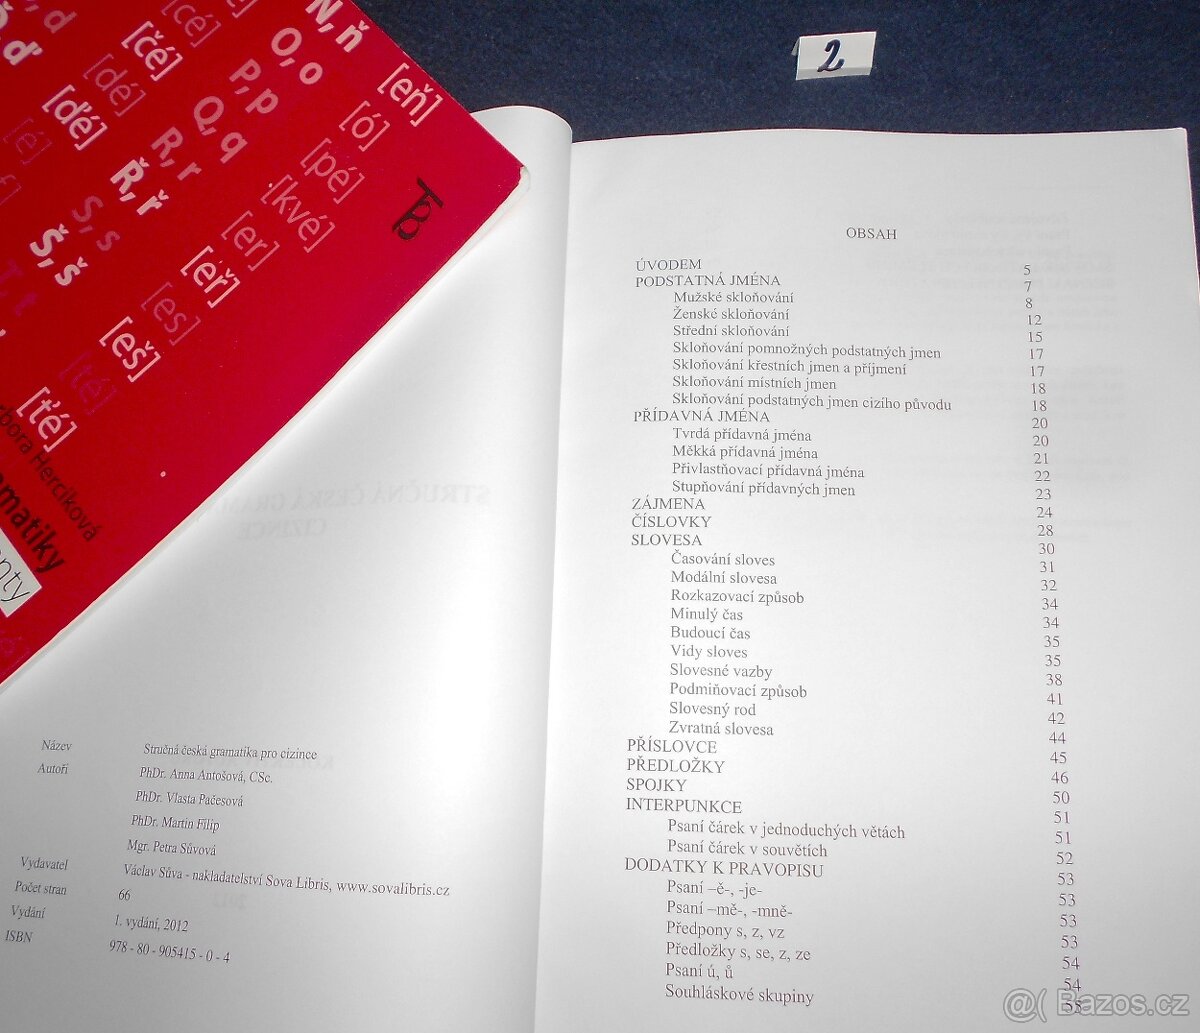 N, ň
O, o
P, p
Q, q
R, r
Ř, ř
S, s
Š, š
[čé]
[dé]
[ďé]
[eň]
[ó]
[pé]
[kvé]
[er]
[eř]
[es]
[eš]
[té]
[ťé]
Hercíková
2
OBSAH
ÚVODEM 5
PODSTATNÁ JMÉNA 7
Mužské skloňování 8
Ženské skloňování 12
Střední skloňování 15
Skloňování pomnožných podstatných jmen 17
Skloňování křestních jmen a příjmení 17
Skloňování místních jmen 18
Skloňování podstatných jmen cizího původu 18
PŘÍDAVNÁ JMÉNA 20
Tvrdá přídavná jména 20
Měkká přídavná jména 21
Přivlastňovací přídavná jména 22
Stupňování přídavných jmen 23
ZÁJMENA 24
ČÍSLOVKY 28
SLOVESA 30
Časování sloves 31
Modální slovesa 32
Rozkazovací způsob 34
Minulý čas 34
Budoucí čas 35
Vidy sloves 35
Slovesné vazby 38
Podmiňovací způsob 41
Slovesný rod 42
Zvratná slovesa 44
PŘÍSLOVCE 45
PŘEDLOŽKY 46
SPOJKY 50
INTERPUNKCE 51
Psaní čárek v jednoduchých větách 51
Psaní čárek v souvětích 52
DODATKY K PRAVOPISU 53
Psaní –ě-, -je- 53
Psaní –mě-, -mně- 53
Předpony s, z, vz 53
Předložky s, se, z, ze 54
Psaní ú, ů 54
Souhláskové skupiny 55
Název Stručná česká gramatika pro cizince
Autoři PhDr. Anna Antošová, CSc.
PhDr. Vlasta Pačesová
PhDr. Martin Filip
Mgr. Petra Sůvová
Vydavatel Václav Sůva - nakladatelství Sova Libris, www.sovalibris.cz
Počet stran 66
Vydání 1. vydání, 2012
ISBN 978 - 80 - 905415 - 0 - 4
@( Bazos.cz